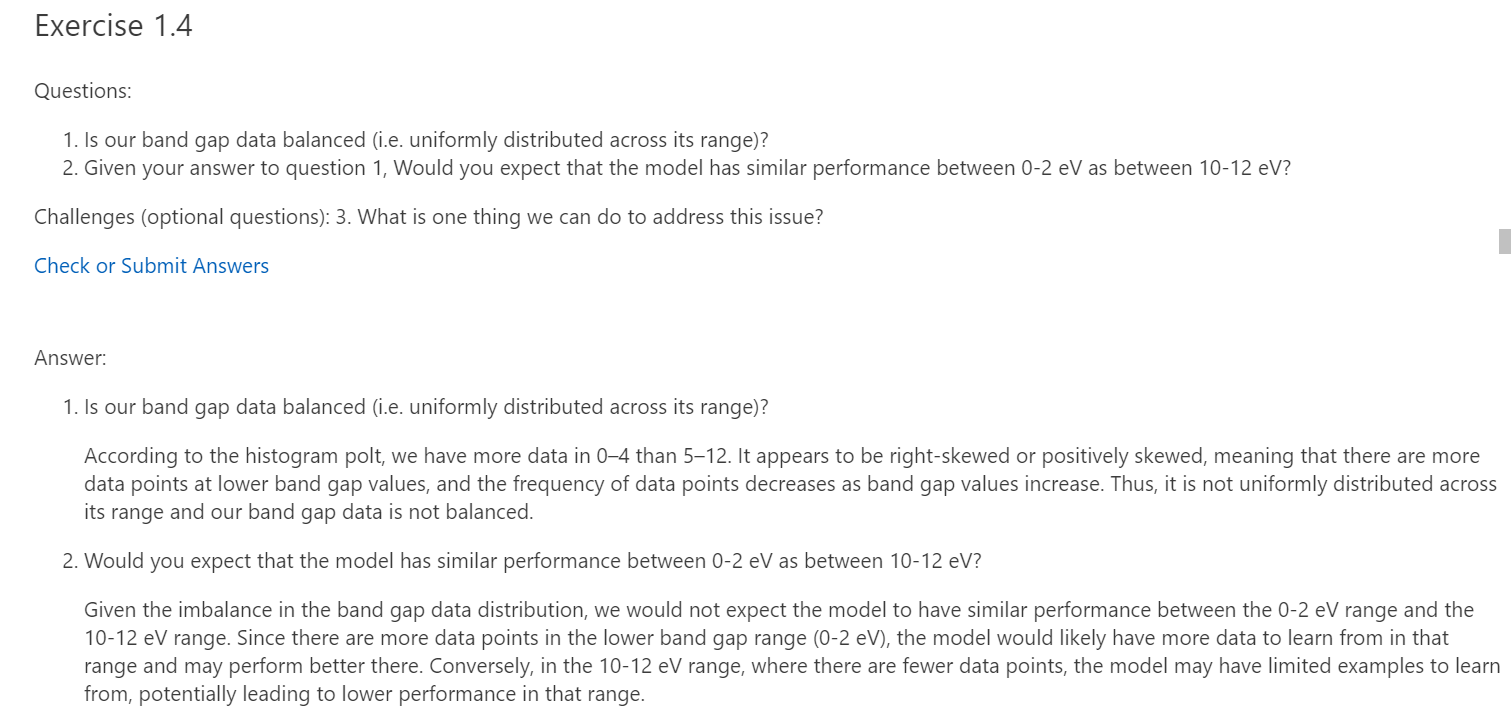 Exercise 1.4
Questions:
1. Is our band gap data balanced (i.e. uniformly distributed across its range)?
2. Given your answer to question 1, Would you expect that the model has similar performance between 0-2 eV as between 10-12 eV?
Challenges (optional questions): 3. What is one thing we can do to address this issue?
Check or Submit Answers
Answer:
1. Is our band gap data balanced (i.e. uniformly distributed across its range)?
According to the histogram polt, we have more data in 0–4 than 5–12. It appears to be right-skewed or positively skewed, meaning that there are more
data points at lower band gap values, and the frequency of data points decreases as band gap values increase. Thus, it is not uniformly distributed across
its range and our band gap data is not balanced.
2. Would you expect that the model has similar performance between 0-2 eV as between 10-12 eV?
Given the imbalance in the band gap data distribution, we would not expect the model to have similar performance between the 0-2 eV range and the
10-12 eV range. Since there are more data points in the lower band gap range (0-2 eV), the model would likely have more data to learn from in that
range and may perform better there. Conversely, in the 10-12 eV range, where there are fewer data points, the model may have limited examples to learn
from, potentially leading to lower performance in that range.